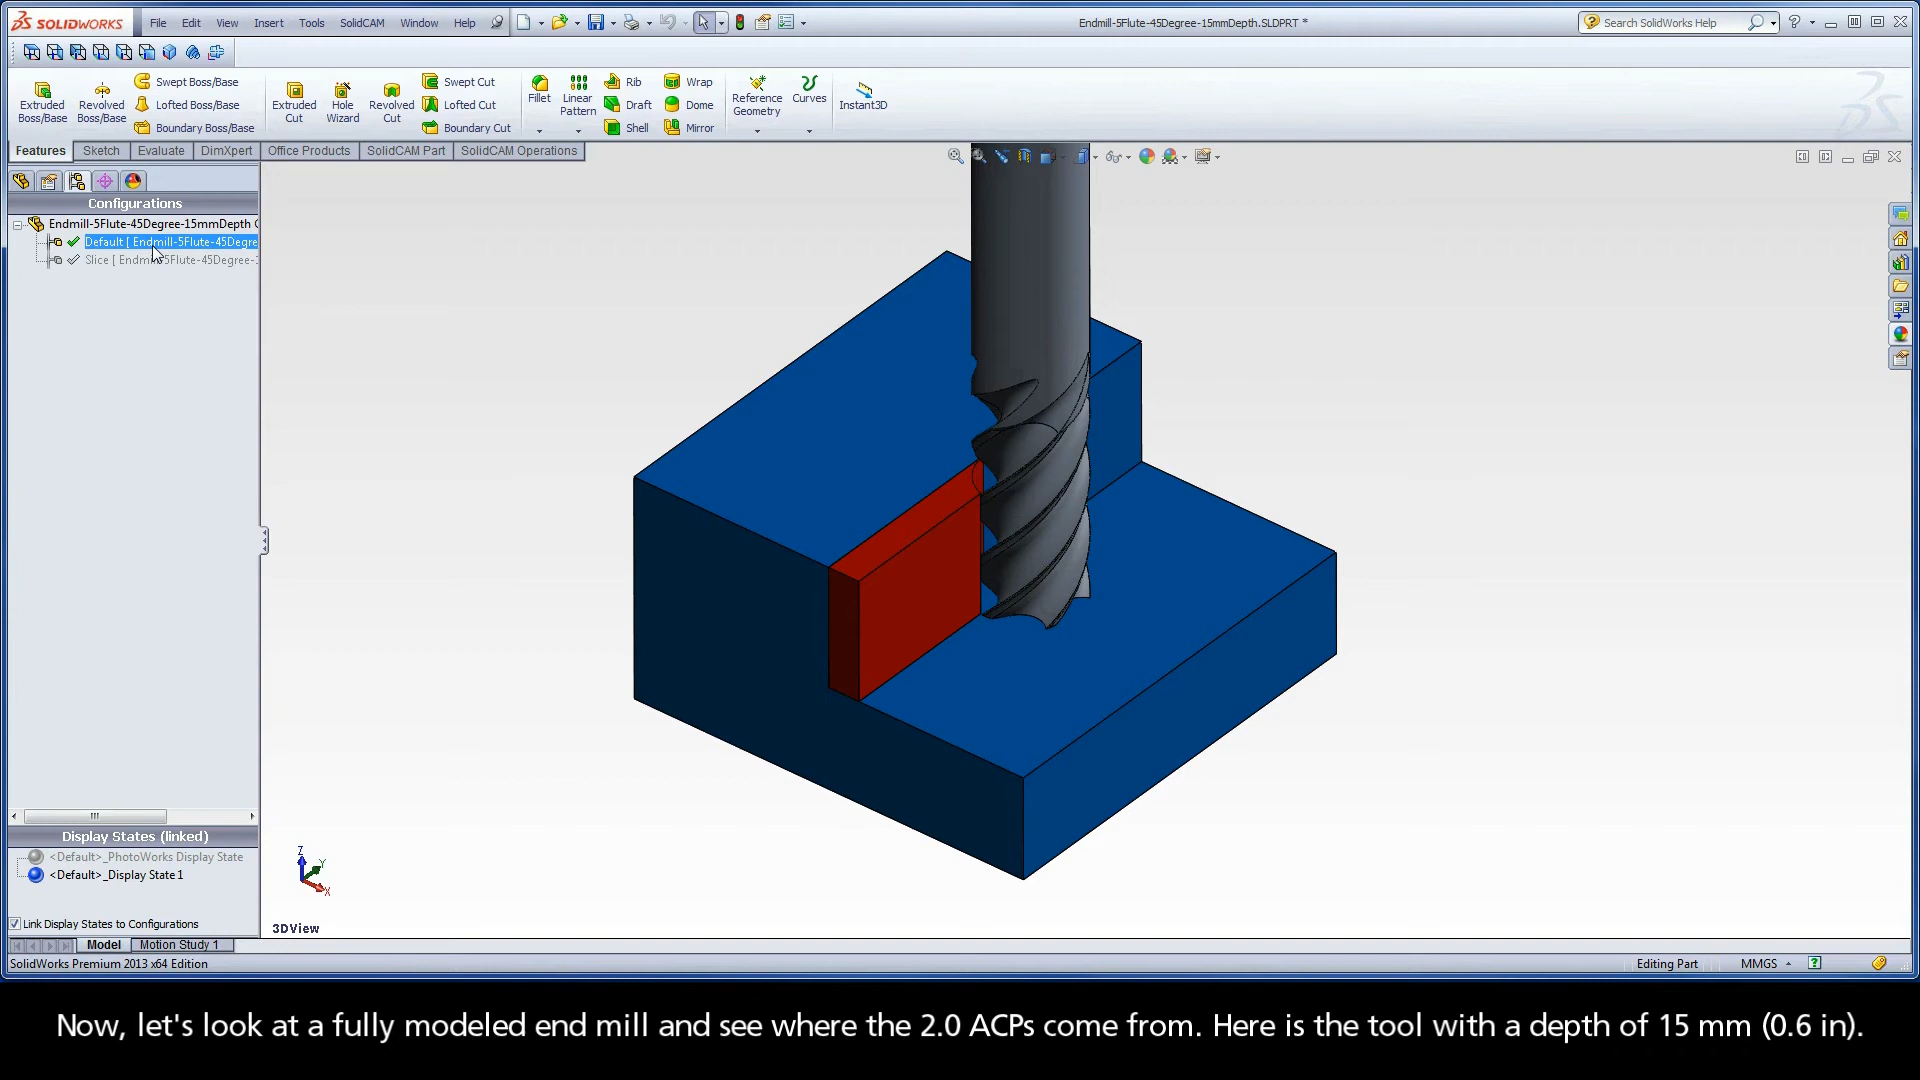 SOLIDWORKS File Edit View Insert Tools SolidCAM Window Help Endmill-5Flute-45Degree-15mmDepth.SLDPRT * Search SolidWorks Help
Extruded Boss/Base
Revolved Boss/Base
Swept Boss/Base
Lofted Boss/Base
Boundary Boss/Base
Extruded Cut
Hole Wizard
Revolved Cut
Swept Cut
Lofted Cut
Boundary Cut
Fillet
Linear Pattern
Rib
Draft
Shell
Wrap
Dome
Mirror
Reference Geometry
Curves
Instant3D
Features Sketch Evaluate DimXpert Office Products SolidCAM Part SolidCAM Operations
Configurations
Endmill-5Flute-45Degree-15mmDepth (
Default [ Endmill-5Flute-45Degre
Slice [ Endmill-5Flute-45Degree-
Display States (linked)
<Default>_PhotoWorks Display State
<Default>_Display State 1
Link Display States to Configurations
Z
Y
X
3DView
Model Motion Study 1
SolidWorks Premium 2013 x64 Edition Editing Part MMGS
Now, let's look at a fully modeled end mill and see where the 2.0 ACPs come from. Here is the tool with a depth of 15 mm (0.6 in).